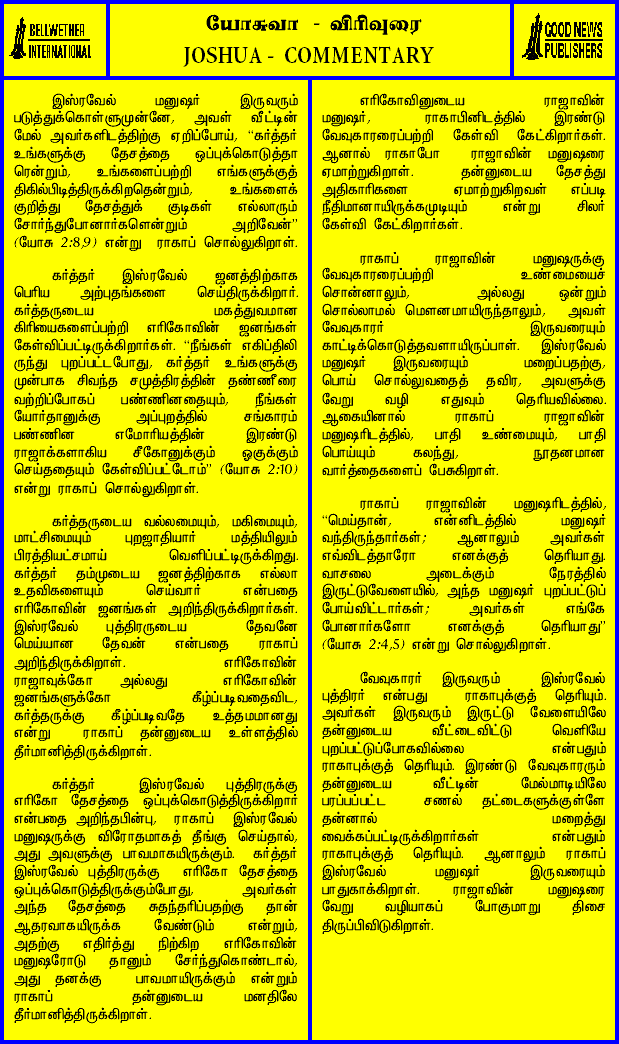 BELLWETHER
INTERNATIONAL
யோசுவா - விரிவுரை
JOSHUA - COMMENTARY
GOOD NEWS
PUBLISHERS
இஸ்ரவேல் மனுஷர் இருவரும்
படுத்துக்கொள்ளுமுன்னே, அவள் வீட்டின்
மேல் அவர்களிடத்திற்கு ஏறிப்போய், “கர்த்தர்
உங்களுக்கு தேசத்தை ஒப்புக்கொடுத்தா
ரென்றும், உங்களைப்பற்றி எங்களுக்குத்
திகில்பிடித்திருக்கிறதென்றும், உங்களைக்
குறித்து தேசத்துக் குடிகள் எல்லாரும்
சோர்ந்துபோனார்களென்றும் அறிவேன்”
(யோசு 2:8,9) என்று ராகாப் சொல்லுகிறாள்.
கர்த்தர் இஸ்ரவேல் ஜனத்திற்காக
பெரிய அற்புதங்களை செய்திருக்கிறார்.
கர்த்தருடைய மகத்துவமான
கிரியைகளைப்பற்றி எரிகோவின் ஜனங்கள்
கேள்விப்பட்டிருக்கிறார்கள். “நீங்கள் எகிப்திலி
ருந்து புறப்பட்டபோது, கர்த்தர் உங்களுக்கு
முன்பாக சிவந்த சமுத்திரத்தின் தண்ணீரை
வற்றிப்போகப் பண்ணினதையும், நீங்கள்
யோர்தானுக்கு அப்புறத்தில் சங்காரம்
பண்ணின எமோரியத்தின் இரண்டு
ராஜாக்களாகிய சீகோனுக்கும் ஓகுக்கும்
செய்ததையும் கேள்விப்பட்டோம்” (யோசு 2:10)
என்று ராகாப் சொல்லுகிறாள்.
கர்த்தருடைய வல்லமையும், மகிமையும்,
மாட்சிமையும் புறஜாதியார் மத்தியிலும்
பிரத்தியட்சமாய் வெளிப்பட்டிருக்கிறது.
கர்த்தர் தம்முடைய ஜனத்திற்காக எல்லா
உதவிகளையும் செய்வார் என்பதை
எரிகோவின் ஜனங்கள் அறிந்திருக்கிறார்கள்.
இஸ்ரவேல் புத்திரருடைய தேவனே
மெய்யான தேவன் என்பதை ராகாப்
அறிந்திருக்கிறாள். எரிகோவின்
ராஜாவுக்கோ அல்லது எரிகோவின்
ஜனங்களுக்கோ கீழ்ப்படிவதைவிட,
கர்த்தருக்கு கீழ்ப்படிவதே உத்தமமானது
என்று ராகாப் தன்னுடைய உள்ளத்தில்
தீர்மானித்திருக்கிறாள்.
கர்த்தர் இஸ்ரவேல் புத்திரருக்கு
எரிகோ தேசத்தை ஒப்புக்கொடுத்திருக்கிறார்
என்பதை அறிந்தபின்பு, ராகாப் இஸ்ரவேல்
மனுஷருக்கு விரோதமாகத் தீங்கு செய்தால்,
அது அவளுக்கு பாவமாகயிருக்கும். கர்த்தர்
இஸ்ரவேல் புத்திரருக்கு எரிகோ தேசத்தை
ஒப்புக்கொடுத்திருக்கும்போது, அவர்கள்
அந்த தேசத்தை சுதந்தரிப்பதற்கு தான்
ஆதரவாகயிருக்க வேண்டும் என்றும்,
அதற்கு எதிர்த்து நிற்கிற எரிகோவின்
மனுஷரோடு தானும் சேர்ந்துகொண்டால்,
அது தனக்கு பாவமாயிருக்கும் என்றும்
ராகாப் தன்னுடைய மனதிலே
தீர்மானித்திருக்கிறாள்.
எரிகோவினுடைய ராஜாவின்
மனுஷர், ராகாபினிடத்தில் இரண்டு
வேவுகாரரைப்பற்றி கேள்வி கேட்கிறார்கள்.
ஆனால் ராகாபோ ராஜாவின் மனுஷரை
ஏமாற்றுகிறாள். தன்னுடைய தேசத்து
அதிகாரிகளை ஏமாற்றுகிறவள் எப்படி
நீதிமானாயிருக்கமுடியும் என்று சிலர்
கேள்வி கேட்கிறார்கள்.
ராகாப் ராஜாவின் மனுஷருக்கு
வேவுகாரரைப்பற்றி உண்மையைச்
சொன்னாலும், அல்லது ஒன்றும்
சொல்லாமல் மௌனமாயிருந்தாலும், அவள்
வேவுகாரர் இருவரையும்
காட்டிக்கொடுத்தவளாயிருப்பாள். இஸ்ரவேல்
மனுஷர் இருவரையும் மறைப்பதற்கு,
பொய் சொல்லுவதைத் தவிர, அவளுக்கு
வேறு வழி எதுவும் தெரியவில்லை.
ஆகையினால் ராகாப் ராஜாவின்
மனுஷரிடத்தில், பாதி உண்மையும், பாதி
பொய்யும் கலந்து, நூதனமான
வார்த்தைகளைப் பேசுகிறாள்.
ராகாப் ராஜாவின் மனுஷரிடத்தில்,
“மெய்தான், என்னிடத்தில் மனுஷர்
வந்திருந்தார்கள்; ஆனாலும் அவர்கள்
எவ்விடத்தாரோ எனக்குத் தெரியாது.
வாசலை அடைக்கும் நேரத்தில்
இருட்டுவேளையில், அந்த மனுஷர் புறப்பட்டுப்
போய்விட்டார்கள்; அவர்கள் எங்கே
போனார்களோ எனக்குத் தெரியாது”
(யோசு 2:4,5) என்று சொல்லுகிறாள்.
வேவுகாரர் இருவரும் இஸ்ரவேல்
புத்திரர் என்பது ராகாபுக்குத் தெரியும்.
அவர்கள் இருவரும் இருட்டு வேளையிலே
தன்னுடைய வீட்டைவிட்டு வெளியே
புறப்பட்டுப்போகவில்லை என்பதும்
ராகாபுக்குத் தெரியும். இரண்டு வேவுகாரரும்
தன்னுடைய வீட்டின் மேல்மாடியிலே
பரப்பப்பட்ட சணல் தட்டைகளுக்குள்ளே
தன்னால் மறைத்து
வைக்கப்பட்டிருக்கிறார்கள் என்பதும்
ராகாபுக்குத் தெரியும். ஆனாலும் ராகாப்
இஸ்ரவேல் மனுஷர் இருவரையும்
பாதுகாக்கிறாள். ராஜாவின் மனுஷரை
வேறு வழியாகப் போகுமாறு திசை
திருப்பிவிடுகிறாள்.